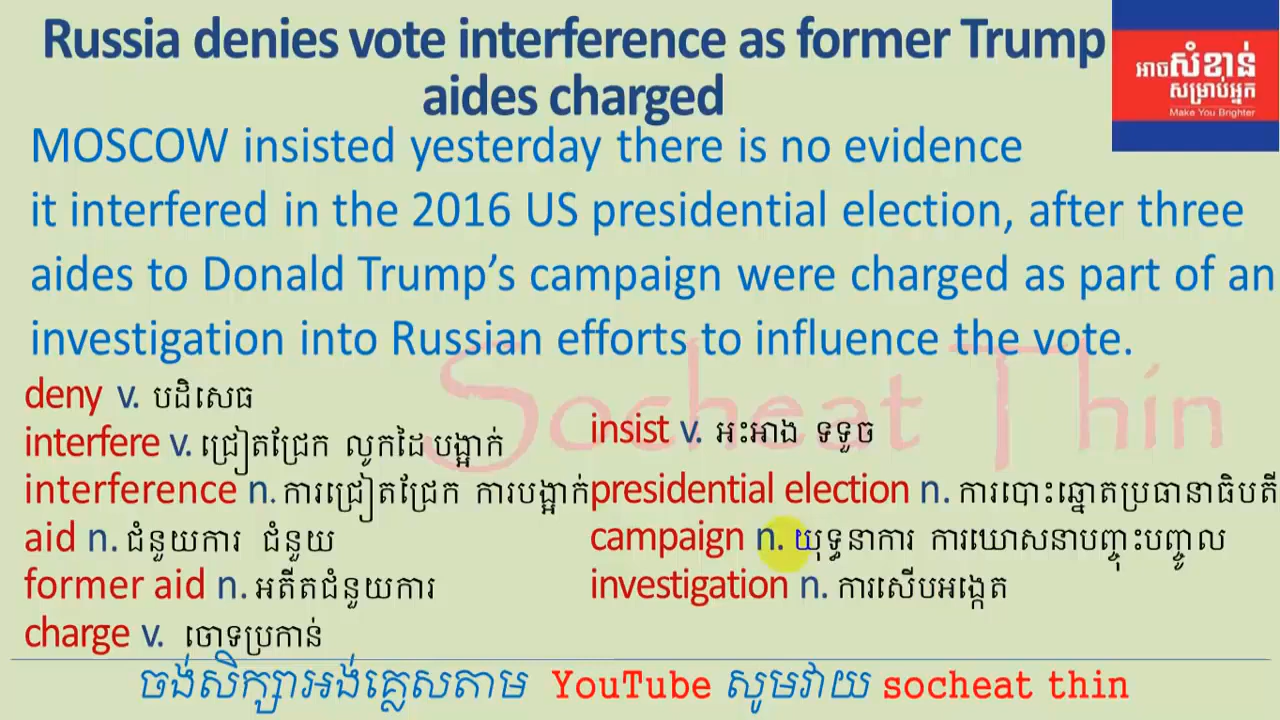 Russia denies vote interference as former Trump
aides charged
អាចសំខាន់
សម្រាប់អ្នក
Make You Brighter
MOSCOW insisted yesterday there is no evidence
it interfered in the 2016 US presidential election, after three
aides to Donald Trump’s campaign were charged as part of an
investigation into Russian efforts to influence the vote.
Socheat Thin
deny v. បដិសេធ
interfere v. ជ្រៀតជ្រែក លូកដៃ បង្អាក់
interference n. ការជ្រៀតជ្រែក ការបង្អាក់
aid n. ជំនួយការ ជំនួយ
former aid n. អតីតជំនួយការ
charge v. ចោទប្រកាន់
insist v. អះអាង ទទូច
presidential election n. ការបោះឆ្នោតប្រធានាធិបតី
campaign n. យុទ្ធនាការ ការឃោសនាបញ្ចុះបញ្ចូល
investigation n. ការស៊ើបអង្កេត
ចង់សិក្សាអង់គ្លេសតាម YouTube សូមវាយ socheat thin